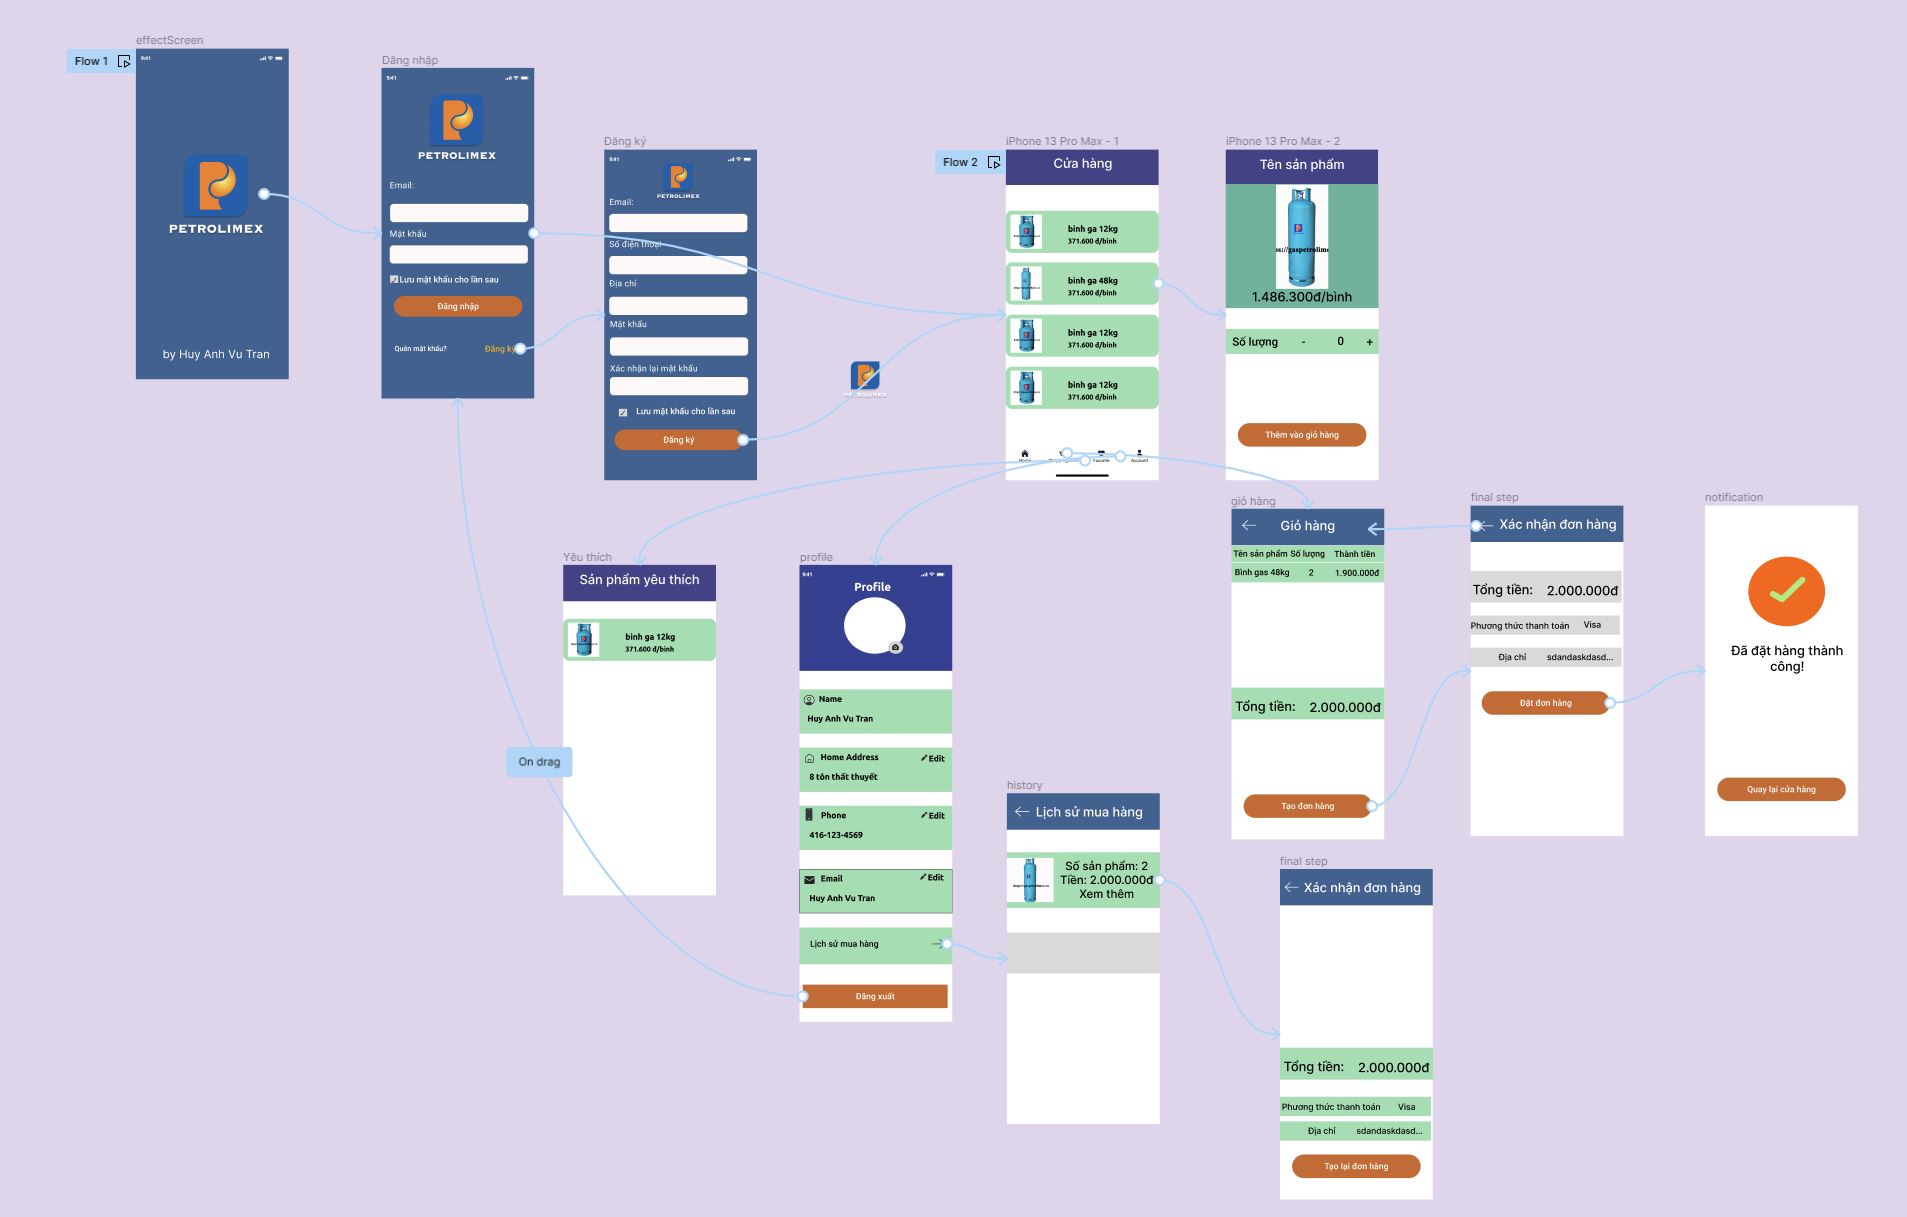 effectScreen
Flow 1
9:41
PETROLIMEX
by Huy Anh Vu Tran
Đăng nhập
9:41
PETROLIMEX
Email:
Mật khẩu
Lưu mật khẩu cho lần sau
Đăng nhập
Quên mật khẩu?
Đăng ký
Đăng ký
9:41
PETROLIMEX
Email:
Số điện thoại
Địa chỉ
Mật khẩu
Xác nhận lại mật khẩu
Lưu mật khẩu cho lần sau
Đăng ký
PETROLIMEX
Flow 2
iPhone 13 Pro Max - 1
Cửa hàng
bình ga 12kg
371.600 đ/bình
bình ga 48kg
371.600 đ/bình
bình ga 12kg
371.600 đ/bình
bình ga 12kg
371.600 đ/bình
Home
Favorite
Account
iPhone 13 Pro Max - 2
Tên sản phẩm
ps://gaspetrolime
1.486.300đ/bình
Số lượng - 0 +
Thêm vào giỏ hàng
giỏ hàng
Giỏ hàng
Tên sản phẩm Số lượng Thành tiền
Bình gas 48kg 2 1.900.000đ
Tổng tiền: 2.000.000đ
Tạo đơn hàng
final step
Xác nhận đơn hàng
Tổng tiền: 2.000.000đ
Phương thức thanh toán Visa
Địa chỉ sdandaskdasd...
Đặt đơn hàng
notification
Đã đặt hàng thành
công!
Quay lại cửa hàng
Yêu thích
Sản phẩm yêu thích
bình ga 12kg
371.600 đ/bình
On drag
profile
9:41
Profile
Name
Huy Anh Vu Tran
Home Address
Edit
8 tôn thất thuyết
Phone
Edit
416-123-4569
Email
Edit
Huy Anh Vu Tran
Lịch sử mua hàng
Đăng xuất
history
Lịch sử mua hàng
Số sản phẩm: 2
Tiền: 2.000.000đ
Xem thêm
final step
Xác nhận đơn hàng
Tổng tiền: 2.000.000đ
Phương thức thanh toán Visa
Địa chỉ sdandaskdasd...
Tạo lại đơn hàng